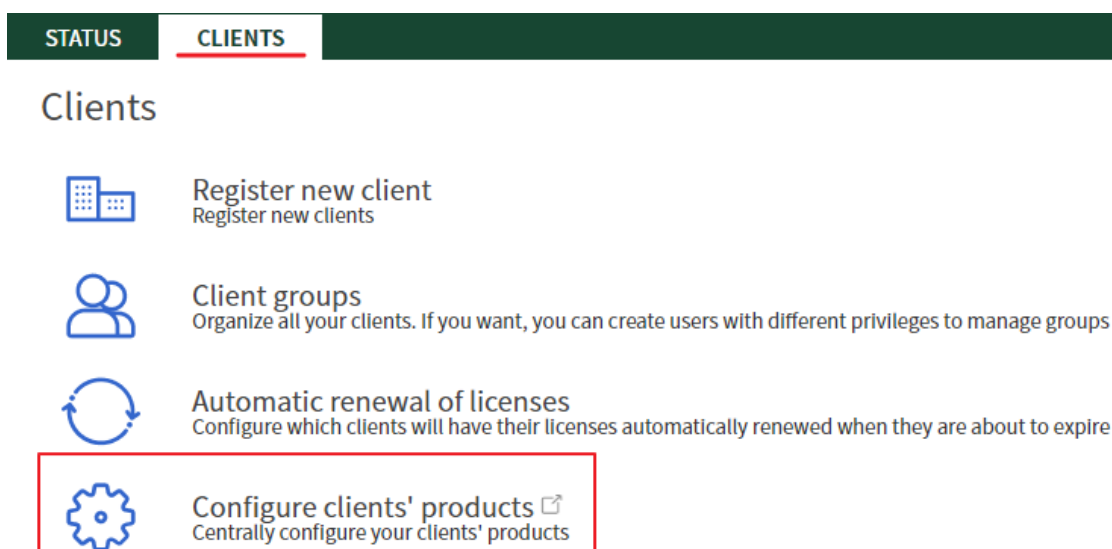 STATUS CLIENTS
Clients
Register new client
Register new clients
Client groups
Organize all your clients. If you want, you can create users with different privileges to manage groups
Automatic renewal of licenses
Configure which clients will have their licenses automatically renewed when they are about to expire
Configure clients' products
Centrally configure your clients' products